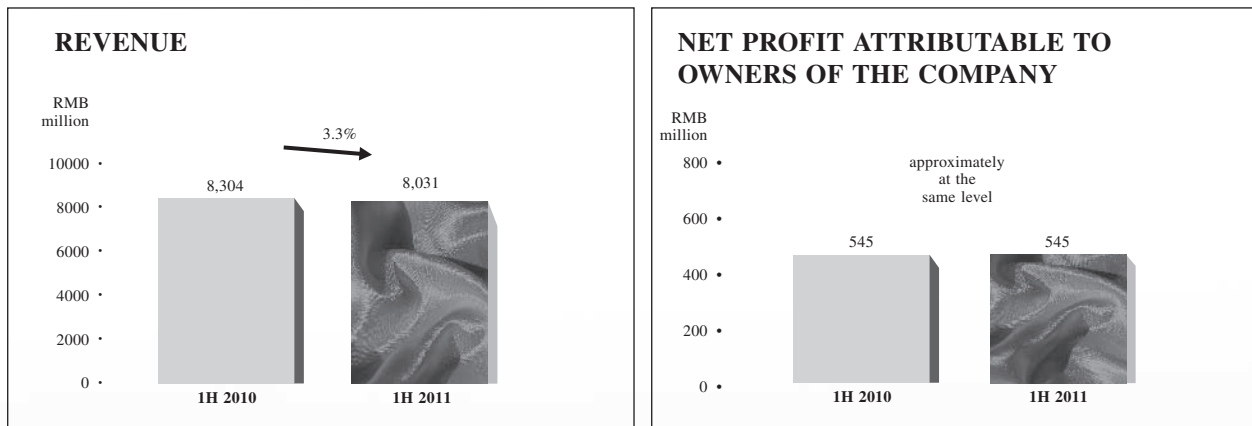 REVENUE
RMB
million
3.3%
10000
8,304
8,031
8000
6000
4000
2000
0
1H 2010
1H 2011
NET PROFIT ATTRIBUTABLE TO
OWNERS OF THE COMPANY
RMB
million
800
approximately
at the
same level
600
545
545
400
200
0
1H 2010
1H 2011